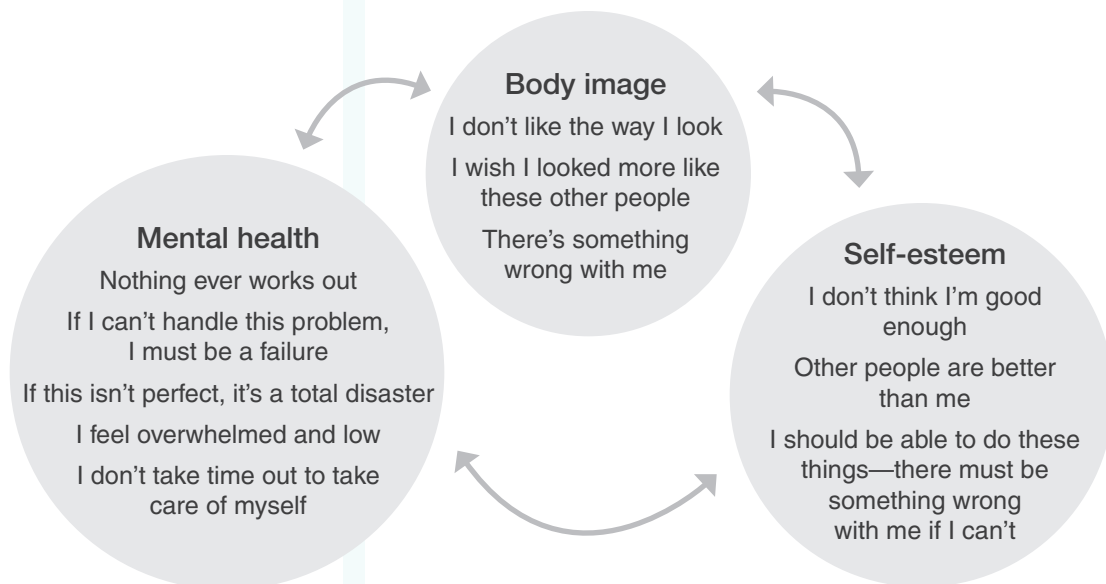 Body image
I don’t like the way I look
I wish I looked more like
these other people
There’s something
wrong with me
Mental health
Nothing ever works out
If I can’t handle this problem,
I must be a failure
If this isn’t perfect, it’s a total disaster
I feel overwhelmed and low
I don’t take time out to take
care of myself
Self-esteem
I don’t think I’m good
enough
Other people are better
than me
I should be able to do these
things—there must be
something wrong
with me if I can’t